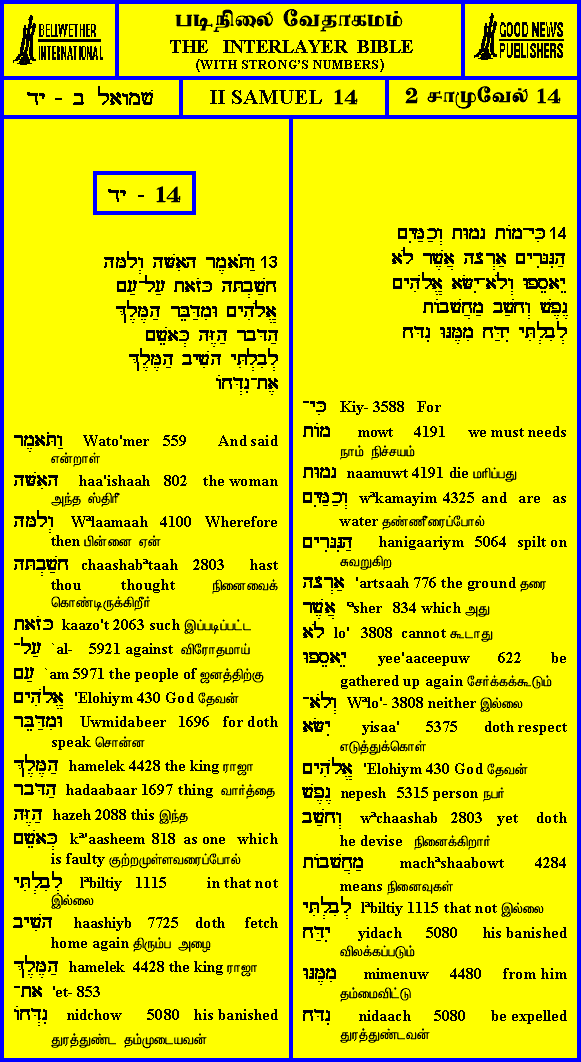 BELLWETHER
INTERNATIONAL
படிநிலை வேதாகமம்
THE INTERLAYER BIBLE
(WITH STRONG'S NUMBERS)
GOOD NEWS
PUBLISHERS
שמואל ב - יד
II SAMUEL 14
2 சாமுவேல் 14
יד - 14
13 וַתֹּאמֶר הָאִשָּׁה וְלָמָּה
חָשַׁבְתָּה כָּזֹאת עַל־עַם
אֱלֹהִים וּמִדַּבֵּר הַמֶּלֶךְ
הַדָּבָר הַזֶּה כְּאָשֵׁם
לְבִלְתִּי הָשִׁיב הַמֶּלֶךְ
אֶת־נִדְּחוֹ
וַתֹּאמֶר Wato'mer 559 And said
என்றாள்
הָאִשָּׁה haa'ishaah 802 the woman
அந்த ஸ்திரீ
וְלָמָּה Wªlaamaah 4100 Wherefore
then பின்னை ஏன்
חָשַׁבְתָּה chaashabªtaah 2803 hast
thou thought நினைவைக்
கொண்டிருக்கிறீர்
כָּזֹאת kaazo't 2063 such இப்படிப்பட்ட
עַל־ `al- 5921 against விரோதமாய்
עַם `am 5971 the people of ஜனத்திற்கு
אֱלֹהִים 'Elohiym 430 God தேவன்
וּמִדַּבֵּר Uwmidabeer 1696 for doth
speak சொன்ன
הַמֶּלֶךְ hamelek 4428 the king ராஜா
הַדָּבָר hadaabaar 1697 thing வார்த்தை
הַזֶּה hazeh 2088 this இந்த
כְּאָשֵׁם kª'aasheem 818 as one which
is faulty குற்றமுள்ளவரைப்போல்
לְבִלְתִּי lªbiltiy 1115 in that not
இல்லை
הָשִׁיב haashiyb 7725 doth fetch
home again திரும்ப அழை
הַמֶּלֶךְ hamelek 4428 the king ராஜா
אֶת־ 'et- 853
נִדְּחוֹ nidchow 5080 his banished
துரத்துண்ட தம்முடையவன்
14 כִּי־מוֹת נָמוּת וְכַמַּיִם
הַנִּגָּרִים אַרְצָה אֲשֶׁר לֹא
יֵאָסֵפוּ וְלֹא־יִשָּׂא אֱלֹהִים
נֶפֶשׁ וְחָשַׁב מַחֲשָׁבוֹת
לְבִלְתִּי יִדַּח מִמֶּנּוּ נִדָּח
כִּי־ Kiy- 3588 For
מוֹת mowt 4191 we must needs
நாம் நிச்சயம்
נָמוּת naamuwt 4191 die மரிப்பது
וְכַמַּיִם wªkamayim 4325 and are as
water தண்ணீரைப்போல்
הַנִּגָּרִים hanigaariym 5064 spilt on
சுவறுகிற
אַרְצָה 'artsaah 776 the ground தரை
אֲשֶׁר ªsher 834 which அது
לֹא lo' 3808 cannot கூடாது
יֵאָסֵפוּ yee'aaceepuw 622 be
gathered up again சேர்க்கக்கூடும்
וְלֹא־ Wªlo'- 3808 neither இல்லை
יִשָּׂא yisaa' 5375 doth respect
எடுத்துக்கொள்
אֱלֹהִים 'Elohiym 430 God தேவன்
נֶפֶשׁ nepesh 5315 person நபர்
וְחָשַׁב wªchaashab 2803 yet doth
he devise நினைக்கிறார்
מַחֲשָׁבוֹת machªshaabowt 4284
means நினைவுகள்
לְבִלְתִּי lªbiltiy 1115 that not இல்லை
יִדַּח yidach 5080 his banished
விலக்கப்படும்
מִמֶּנּוּ mimenuw 4480 from him
தம்மைவிட்டு
נִדָּח nidaach 5080 be expelled
துரத்துண்டவன்